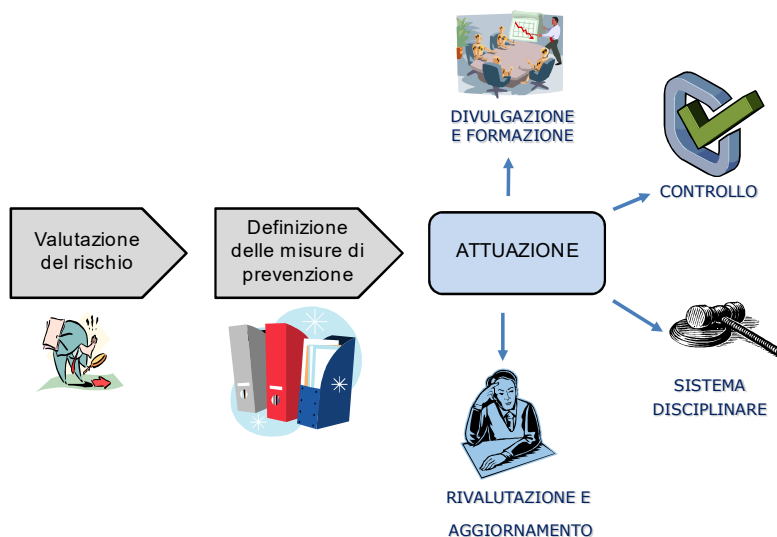 DIVULGAZIONE
E FORMAZIONE
CONTROLLO
Valutazione
del rischio
Definizione
delle misure di
prevenzione
ATTUAZIONE
SISTEMA
DISCIPLINARE
RIVALUTAZIONE E
AGGIORNAMENTO